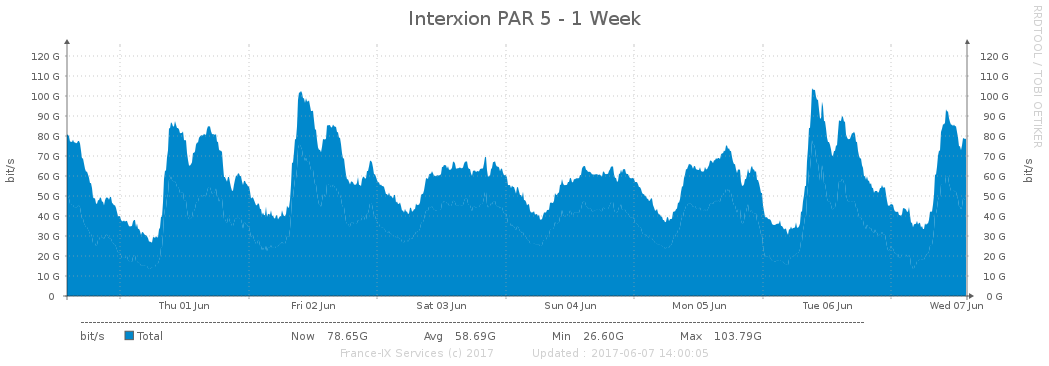 Interxion PAR 5 - 1 Week
RRDTOOL / TOBI OETIKER
bit/s
120 G 120 G
110 G 110 G
100 G 100 G
90 G 90 G
80 G 80 G
70 G 70 G
60 G 60 G
50 G 50 G
40 G 40 G
30 G 30 G
20 G 20 G
10 G 10 G
0 0 G
bit/s
Thu 01 Jun Fri 02 Jun Sat 03 Jun Sun 04 Jun Mon 05 Jun Tue 06 Jun Wed 07 Jun
bit/s Total Now 78.65G Avg 58.69G Min 26.60G Max 103.79G
France-IX Services (c) 2017 Updated : 2017-06-07 14:00:05